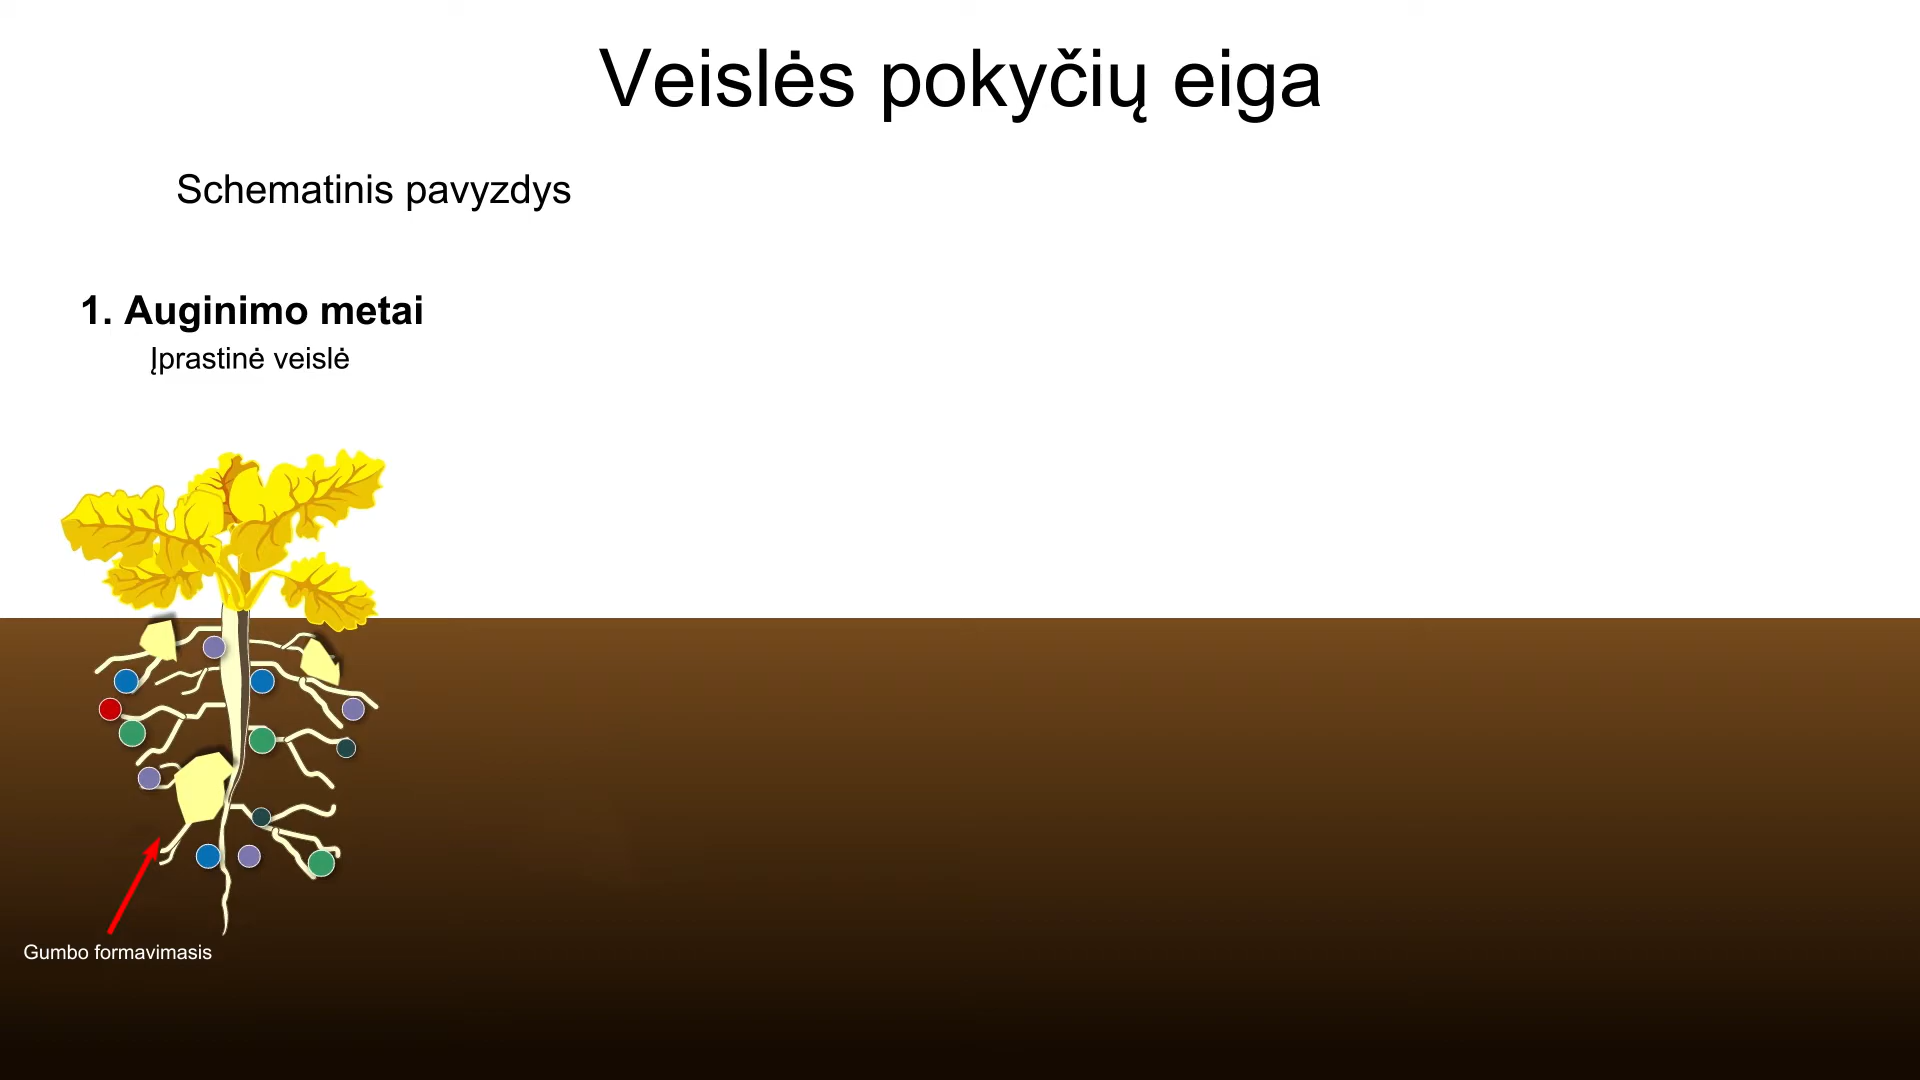 Veislės pokyčių eiga
Schematinis pavyzdys
1. Auginimo metai
Įprastinė veislė
Gumbo formavimasis